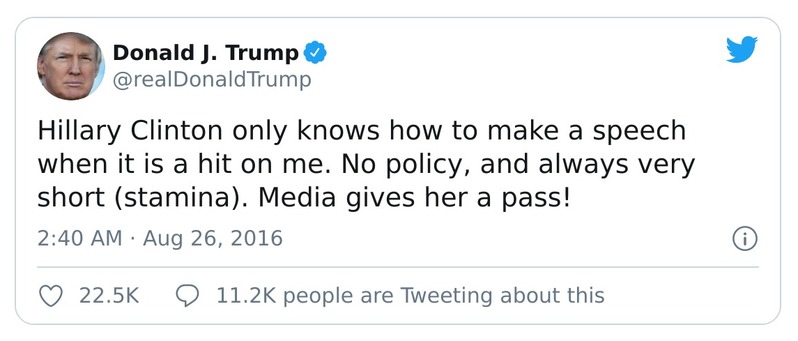 Donald J. Trump
@realDonaldTrump
Hillary Clinton only knows how to make a speech
when it is a hit on me. No policy, and always very
short (stamina). Media gives her a pass!
2:40 AM · Aug 26, 2016
22.5K 11.2K people are Tweeting about this